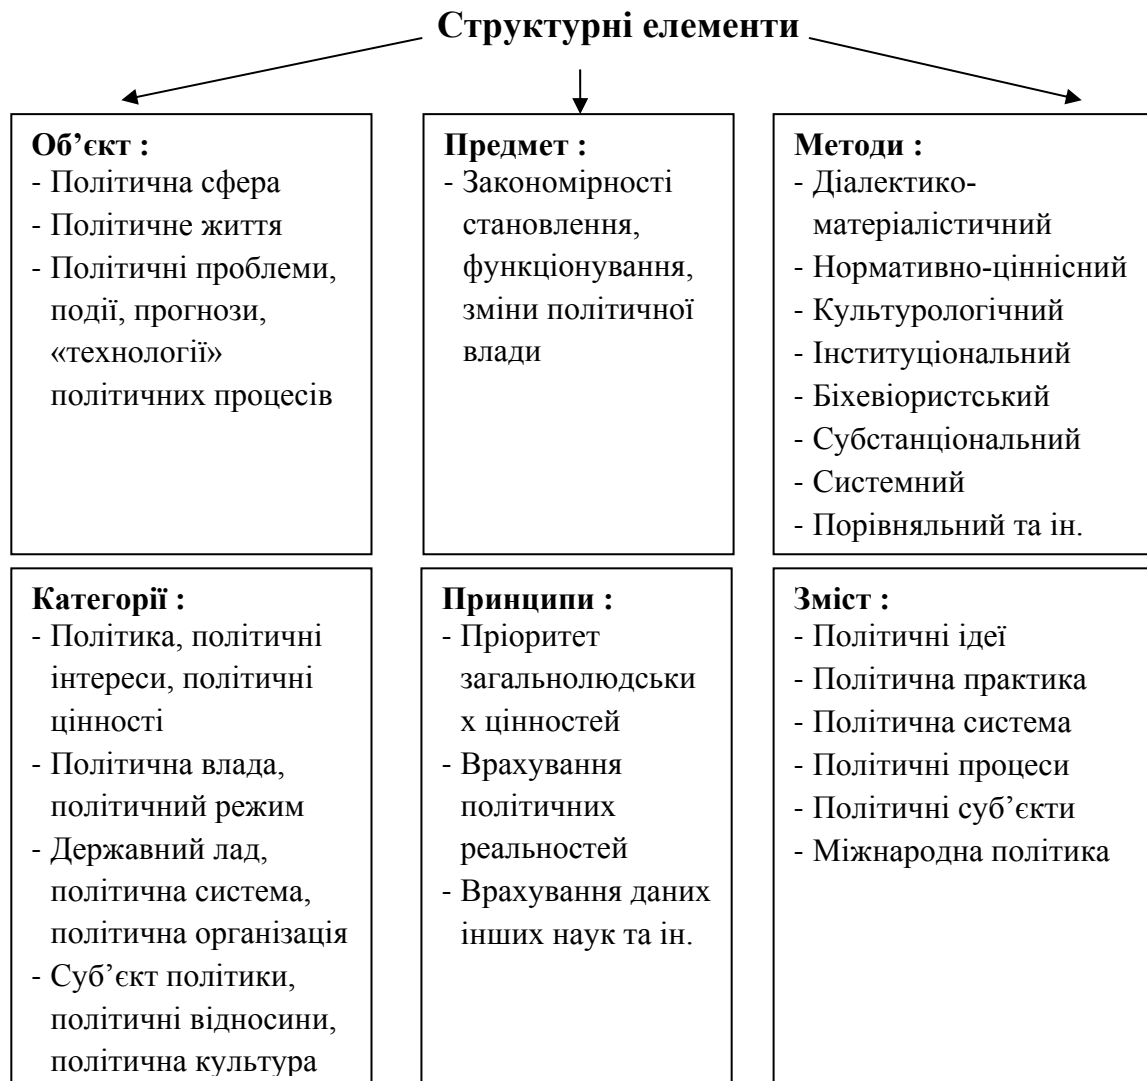 Структурні елементи
Об’єкт :
- Політична сфера
- Політичне життя
- Політичні проблеми,
події, прогнози,
«технології»
політичних процесів
Предмет :
- Закономірності
становлення,
функціонування,
зміни політичної
влади
Методи :
- Діалектико-
матеріалістичний
- Нормативно-ціннісний
- Культурологічний
- Інституціональний
- Біхевіористський
- Субстанціональний
- Системний
- Порівняльний та ін.
Категорії :
- Політика, політичні
інтереси, політичні
цінності
- Політична влада,
політичний режим
- Державний лад,
політична система,
політична організація
- Суб’єкт політики,
політичні відносини,
політична культура
Принципи :
- Пріоритет
загальнолюдськи
х цінностей
- Врахування
політичних
реальностей
- Врахування даних
інших наук та ін.
Зміст :
- Політичні ідеї
- Політична практика
- Політична система
- Політичні процеси
- Політичні суб’єкти
- Міжнародна політика